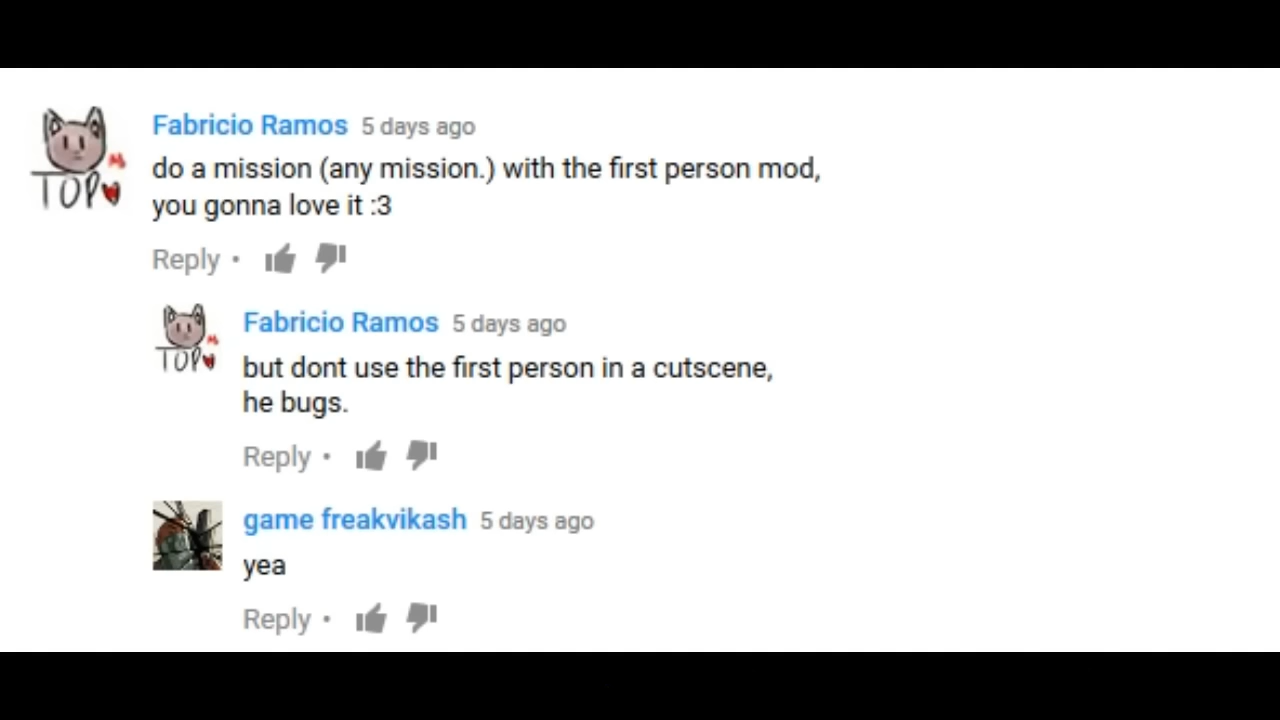 Fabricio Ramos 5 days ago
do a mission (any mission.) with the first person mod,
you gonna love it :3
Reply •
TOP
Fabricio Ramos 5 days ago
but dont use the first person in a cutscene,
he bugs.
Reply •
TOP
game freakvikash 5 days ago
yea
Reply •